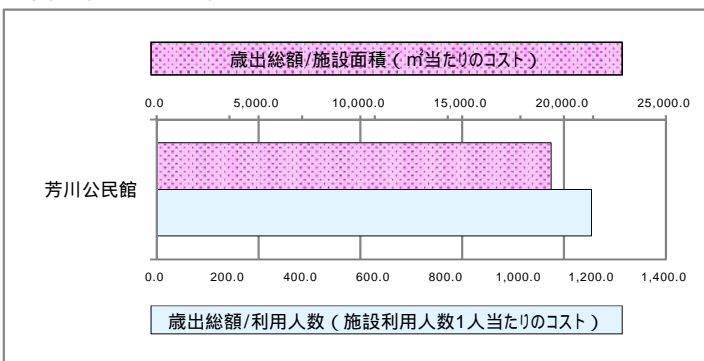 歳出総額/施設面積（㎡当たりのコスト）
0.0 5,000.0 10,000.0 15,000.0 20,000.0 25,000.0
芳川公民館
0.0 200.0 400.0 600.0 800.0 1,000.0 1,200.0 1,400.0
歳出総額/利用人数（施設利用人数1人当たりのコスト）